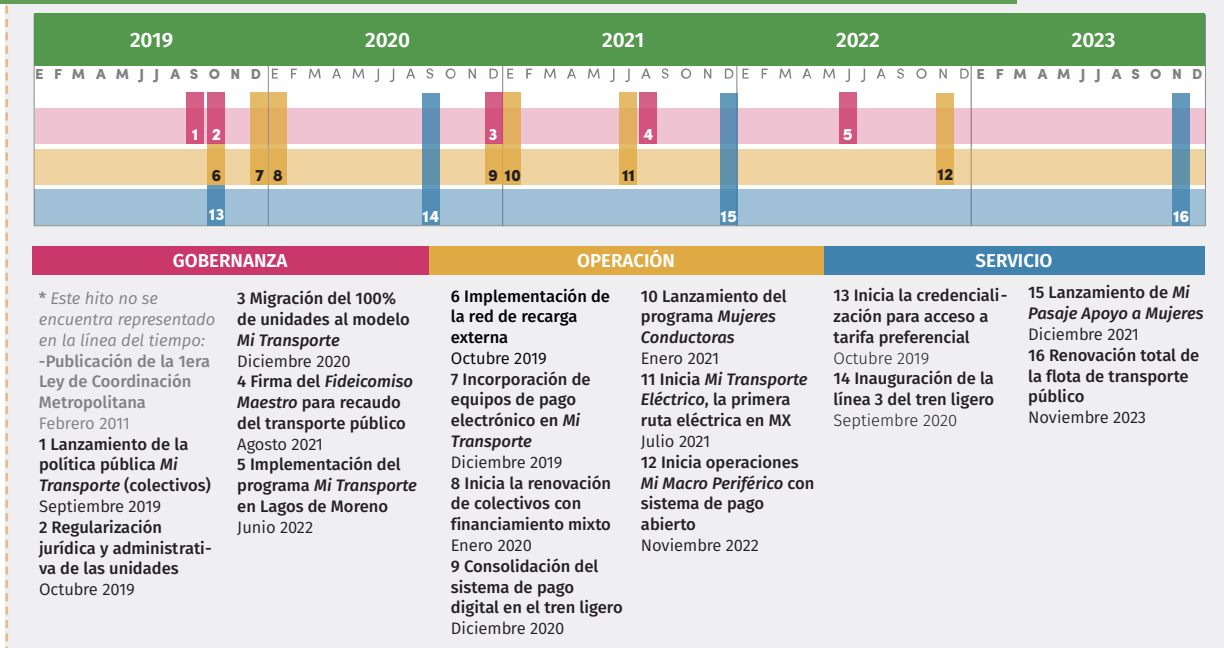 2019 2020 2021 2022 2023
E F M A M J J A S O N D E F M A M J J A S O N D E F M A M J J A S O N D E F M A M J J A S O N D E F M A M J J A S O N D
1 2 3 4 5
6 7 8 9 10 11 12
13 14 15 16
GOBERNANZA
* Este hito no se
encuentra representado
en la línea del tiempo:
-Publicación de la 1era
Ley de Coordinación
Metropolitana
Febrero 2011
1 Lanzamiento de la
política pública Mi
Transporte (colectivos)
Septiembre 2019
2 Regularización
jurídica y administrati-
va de las unidades
Octubre 2019
3 Migración del 100%
de unidades al modelo
Mi Transporte
Diciembre 2020
4 Firma del Fideicomiso
Maestro para recaudo
del transporte público
Agosto 2021
5 Implementación del
programa Mi Transporte
en Lagos de Moreno
Junio 2022
OPERACIÓN
6 Implementación de
la red de recarga
externa
Octubre 2019
7 Incorporación de
equipos de pago
electrónico en Mi
Transporte
Diciembre 2019
8 Inicia la renovación
de colectivos con
financiamiento mixto
Enero 2020
9 Consolidación del
sistema de pago
digital en el tren ligero
Diciembre 2020
10 Lanzamiento del
programa Mujeres
Conductoras
Enero 2021
11 Inicia Mi Transporte
Eléctrico, la primera
ruta eléctrica en MX
Julio 2021
12 Inicia operaciones
Mi Macro Periférico con
sistema de pago
abierto
Noviembre 2022
SERVICIO
13 Inicia la credenciali-
zación para acceso a
tarifa preferencial
Octubre 2019
14 Inauguración de la
línea 3 del tren ligero
Septiembre 2020
15 Lanzamiento de Mi
Pasaje Apoyo a Mujeres
Diciembre 2021
16 Renovación total de
la flota de transporte
público
Noviembre 2023